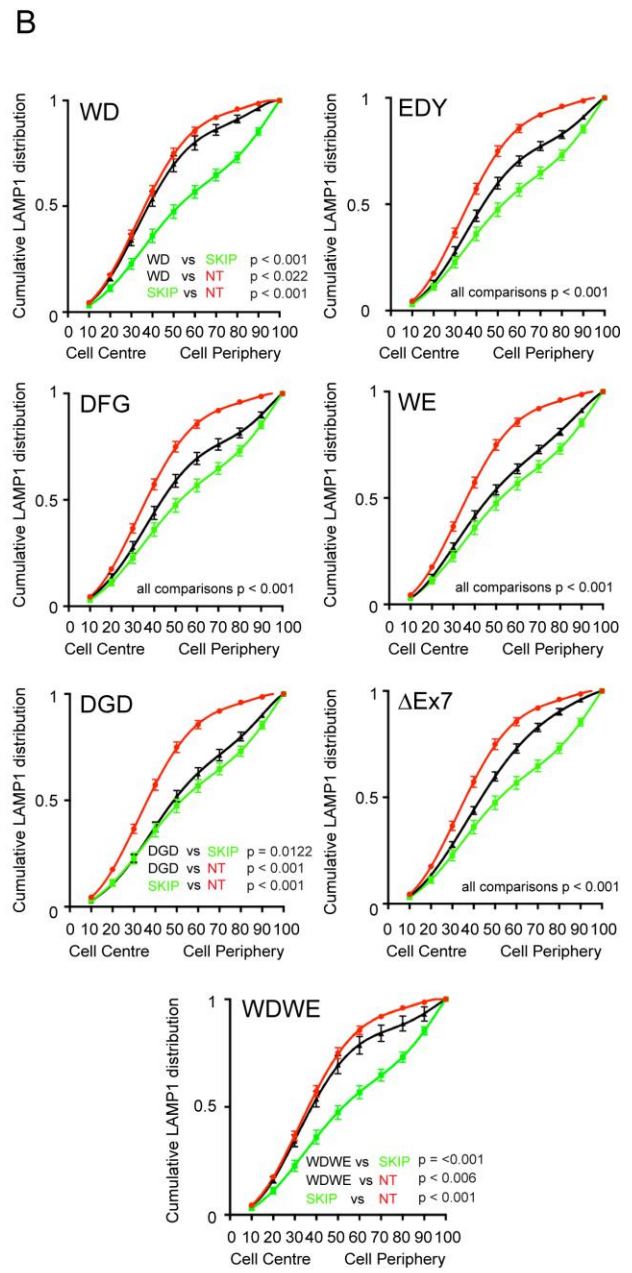 B
WD
Cumulative LAMP1 distribution
1
0.5
0
WD vs SKIP p < 0.001
WD vs NT p < 0.022
SKIP vs NT p < 0.001
0 10 20 30 40 50 60 70 80 90 100
Cell Centre Cell Periphery
EDY
Cumulative LAMP1 distribution
1
0.5
0
all comparisons p < 0.001
0 10 20 30 40 50 60 70 80 90 100
Cell Centre Cell Periphery
DFG
Cumulative LAMP1 distribution
1
0.5
0
all comparisons p < 0.001
0 10 20 30 40 50 60 70 80 90 100
Cell Centre Cell Periphery
WE
Cumulative LAMP1 distribution
1
0.5
0
all comparisons p < 0.001
0 10 20 30 40 50 60 70 80 90 100
Cell Centre Cell Periphery
DGD
Cumulative LAMP1 distribution
1
0.5
0
DGD vs SKIP p = 0.0122
DGD vs NT p < 0.001
SKIP vs NT p < 0.001
0 10 20 30 40 50 60 70 80 90 100
Cell Centre Cell Periphery
ΔEx7
Cumulative LAMP1 distribution
1
0.5
0
all comparisons p < 0.001
0 10 20 30 40 50 60 70 80 90 100
Cell Centre Cell Periphery
WDWE
Cumulative LAMP1 distribution
1
0.5
0
WDWE vs SKIP p = <0.001
WDWE vs NT p < 0.006
SKIP vs NT p < 0.001
0 10 20 30 40 50 60 70 80 90 100
Cell Centre Cell Periphery